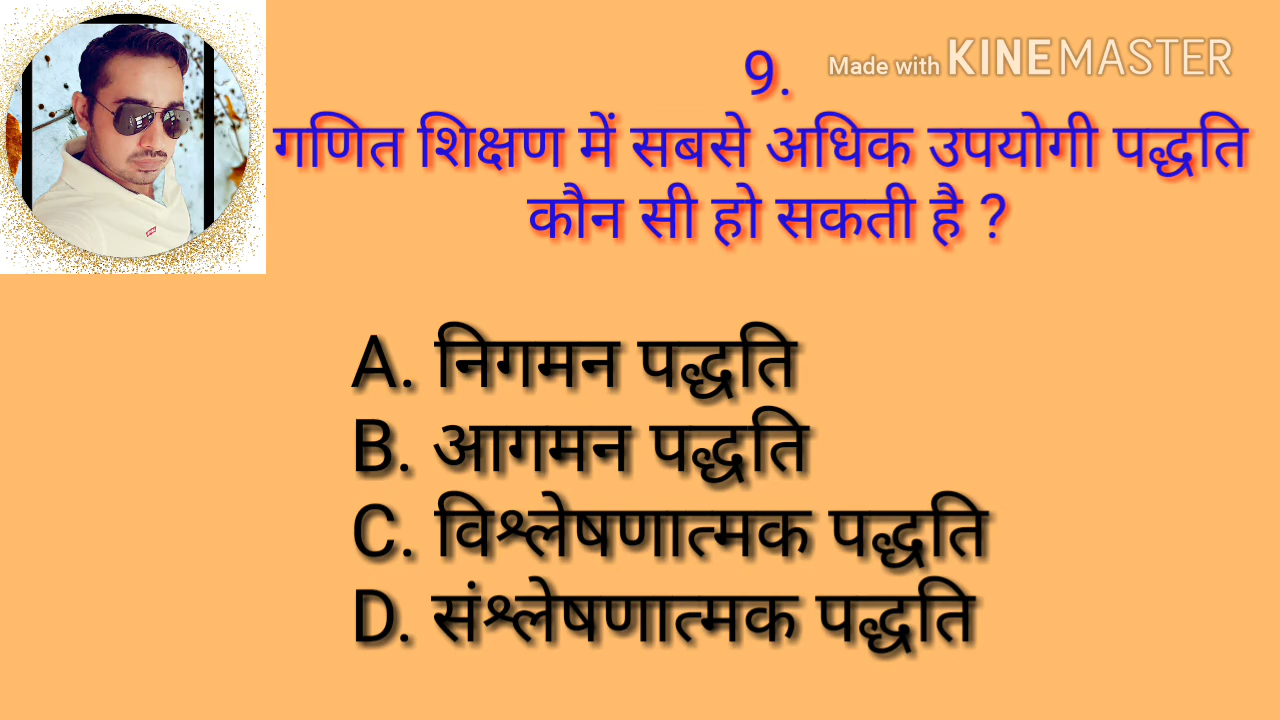 Made with KINEMASTER
9.
गणित शिक्षण में सबसे अधिक उपयोगी पद्धति
कौन सी हो सकती है ?
A. निगमन पद्धति
B. आगमन पद्धति
C. विश्लेषणात्मक पद्धति
D. संश्लेषणात्मक पद्धति